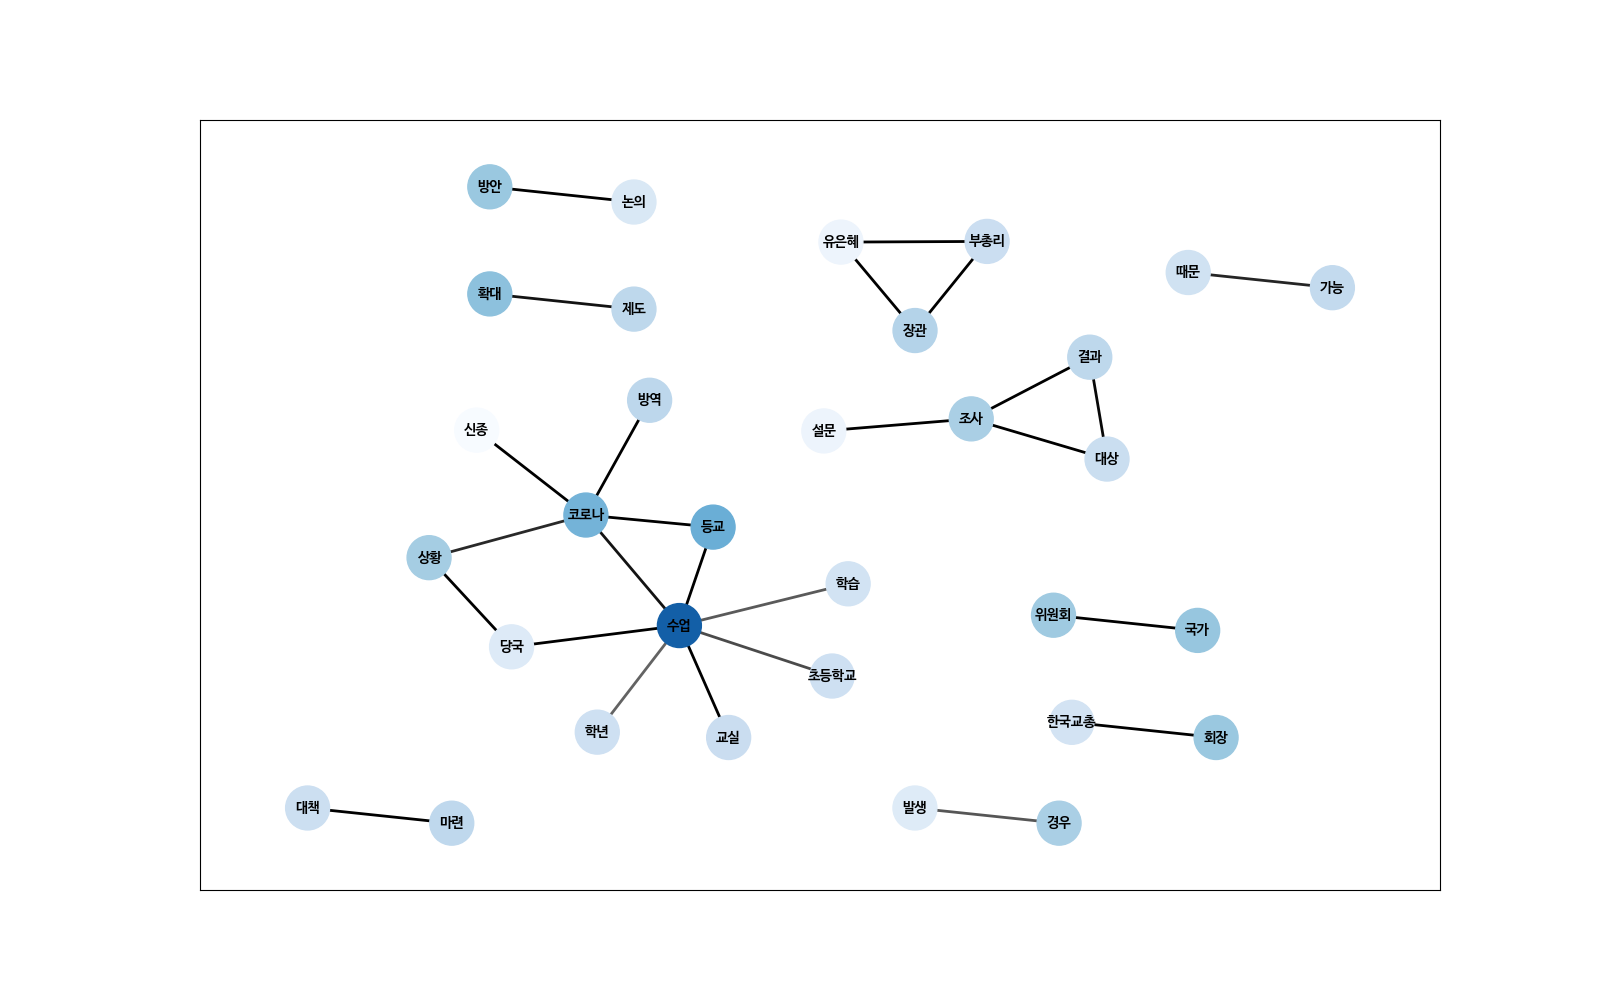 방안
논의
유은혜
부총리
때문
가능
확대
제도
장관
결과
방역
조사
신종
설문
대상
코로나
등교
상황
학습
위원회
수업
국가
당국
초등학교
한국교총
학년
교실
회장
대책
마련
발생
경우